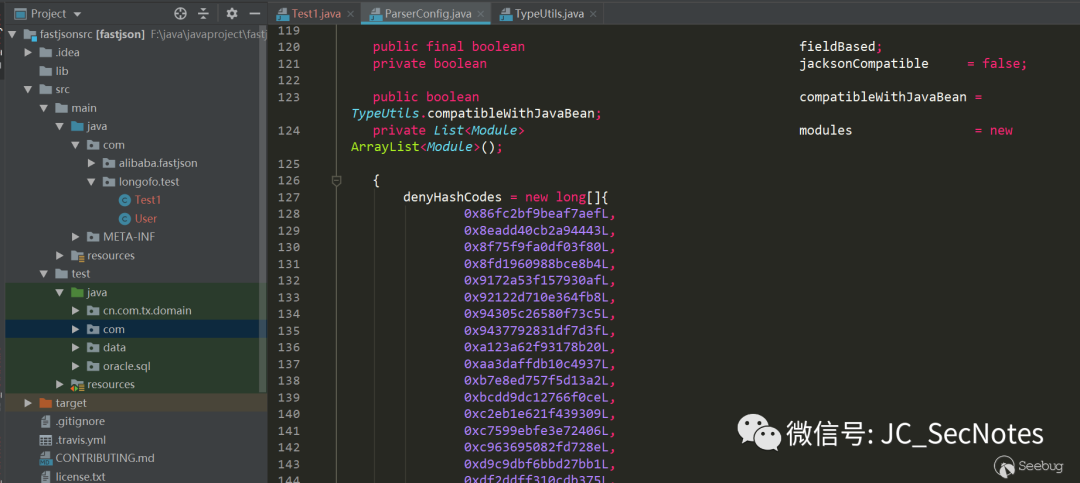 Project
Test1.java
ParserConfig.java
TypeUtils.java
fastjsonsrc [fastjson] F:\java\javaproject\fastj
.idea
lib
src
main
java
com
alibaba.fastjson
longofo.test
Test1
User
META-INF
resources
test
java
cn.com.tx.domain
com
data
oracle.sql
resources
target
.gitignore
.travis.yml
CONTRIBUTING.md
license.txt
119
120 public final boolean fieldBased;
121 private boolean jacksonCompatible = false;
122
123 public boolean compatibleWithJavaBean =
TypeUtils.compatibleWithJavaBean;
124 private List<Module> modules = new
ArrayList<Module>();
125
126 {
127 denyHashCodes = new long[]{
128 0x86fc2bf9beaf7aefL,
129 0x8eadd40cb2a94443L,
130 0x8f75f9fa0df03f80L,
131 0x8fd1960988bce8b4L,
132 0x9172a53f157930afL,
133 0x92122d710e364fb8L,
134 0x94305c26580f73c5L,
135 0x9437792831df7d3fL,
136 0xa123a62f93178b20L,
137 0xaa3daffdb10c4937L,
138 0xb7e8ed757f5d13a2L,
139 0xbcdd9dc12766f0ceL,
140 0xc2eb1e621f439309L,
141 0xc7599ebfe3e72406L,
142 0xc963695082fd728eL,
143 0xd9c9dbf6bbd27bb1L,
144 0xdf2ddff310cdb375L,
微信号: JC_SecNotes
Seebug